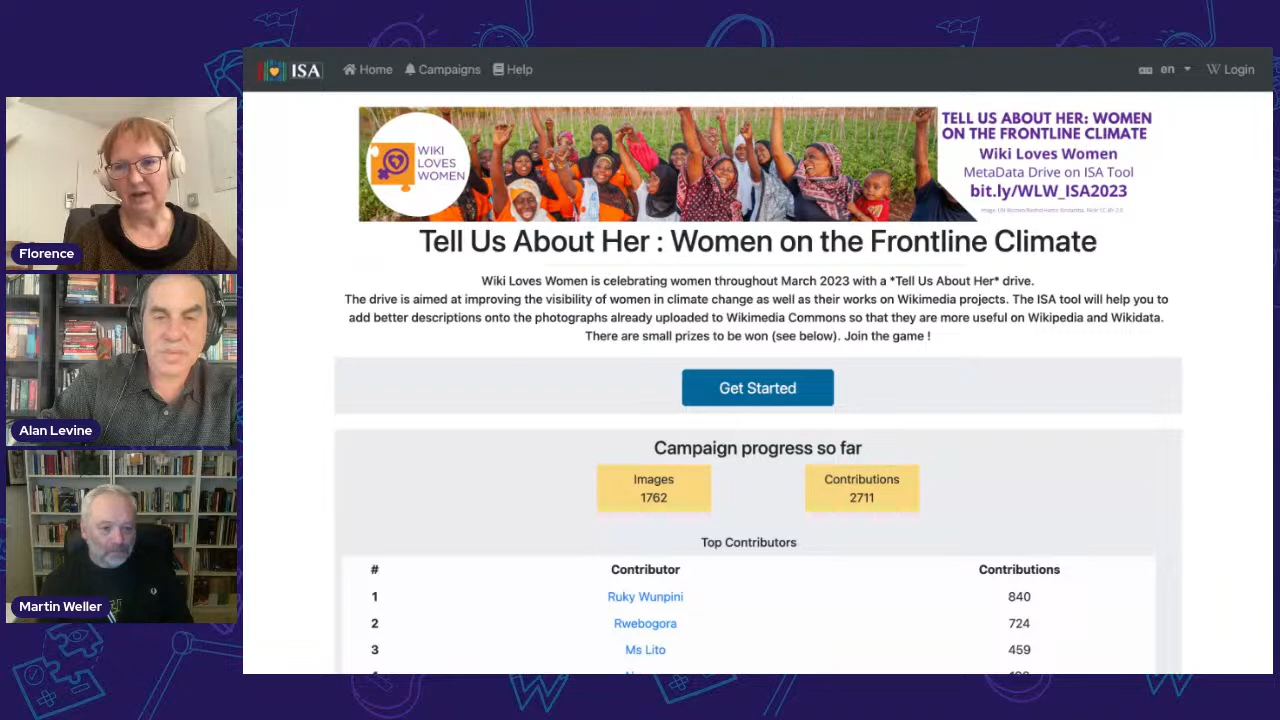 ISA
Home
Campaigns
Help
en
Login
WIKI
LOVES
WOMEN
TELL US ABOUT HER: WOMEN
ON THE FRONTLINE CLIMATE
Wiki Loves Women
MetaData Drive on ISA Tool
bit.ly/WLW_ISA2023
Tell Us About Her : Women on the Frontline Climate
Wiki Loves Women is celebrating women throughout March 2023 with a *Tell Us About Her* drive.
The drive is aimed at improving the visibility of women in climate change as well as their works on Wikimedia projects. The ISA tool will help you to
add better descriptions onto the photographs already uploaded to Wikimedia Commons so that they are more useful on Wikipedia and Wikidata.
There are small prizes to be won (see below). Join the game !
Get Started
Campaign progress so far
Images
1762
Contributions
2711
Top Contributors
# Contributor Contributions
1 Ruky Wunpini 840
2 Rwebogora 724
3 Ms Lito 459
Florence
Alan Levine
Martin Weller